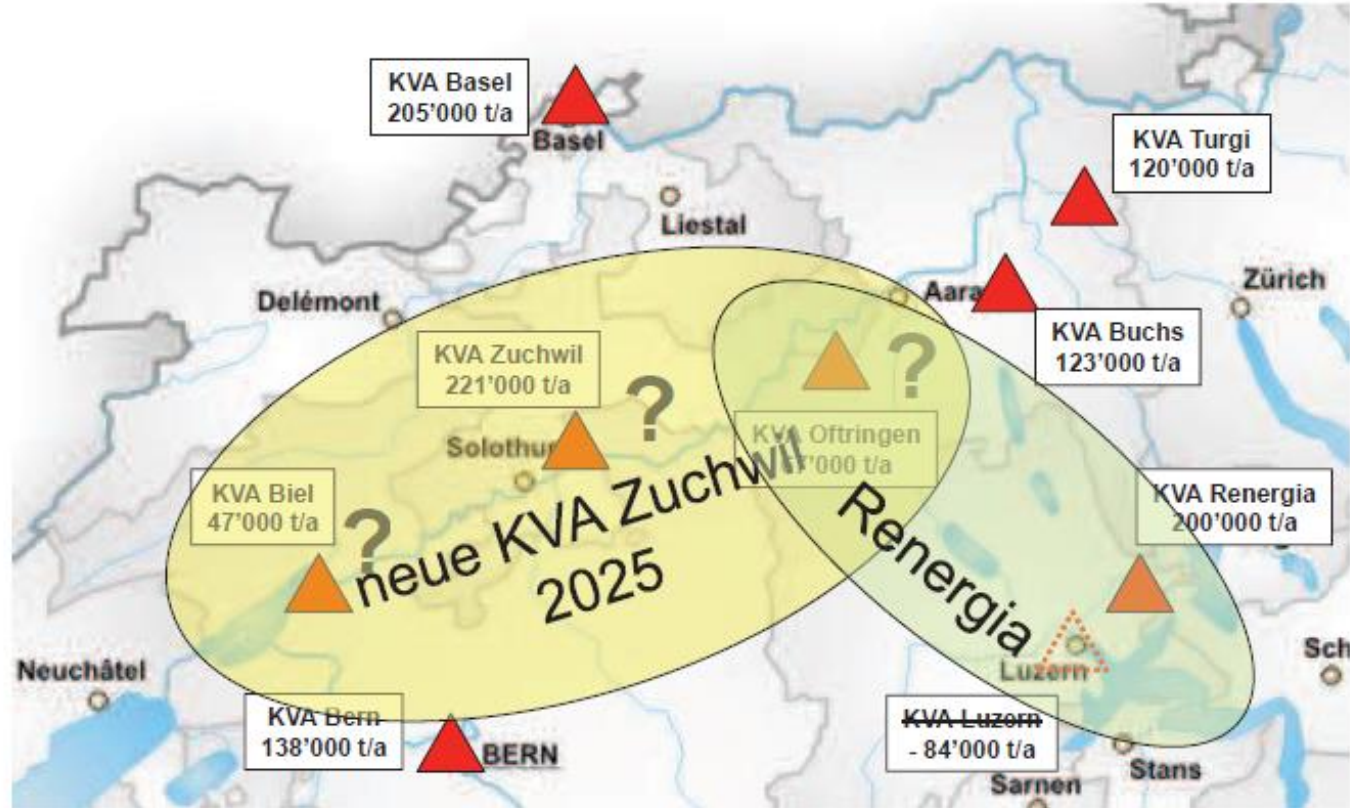 KVA Basel
205'000 t/a
Basel
KVA Turgi
120'000 t/a
Liestal
Delémont
Zürich
KVA Buchs
123'000 t/a
KVA Zuchwil
221'000 t/a
?
?
KVA Oftringen
Solothur
KVA Biel
47'000 t/a
?
neue KVA Zuchwil
2025
Renergia
KVA Renergia
200'000 t/a
Luzern
Neuchâtel
KVA Bern
138'000 t/a
BERN
KVA Luzern
- 84'000 t/a
Stans
Sarnen